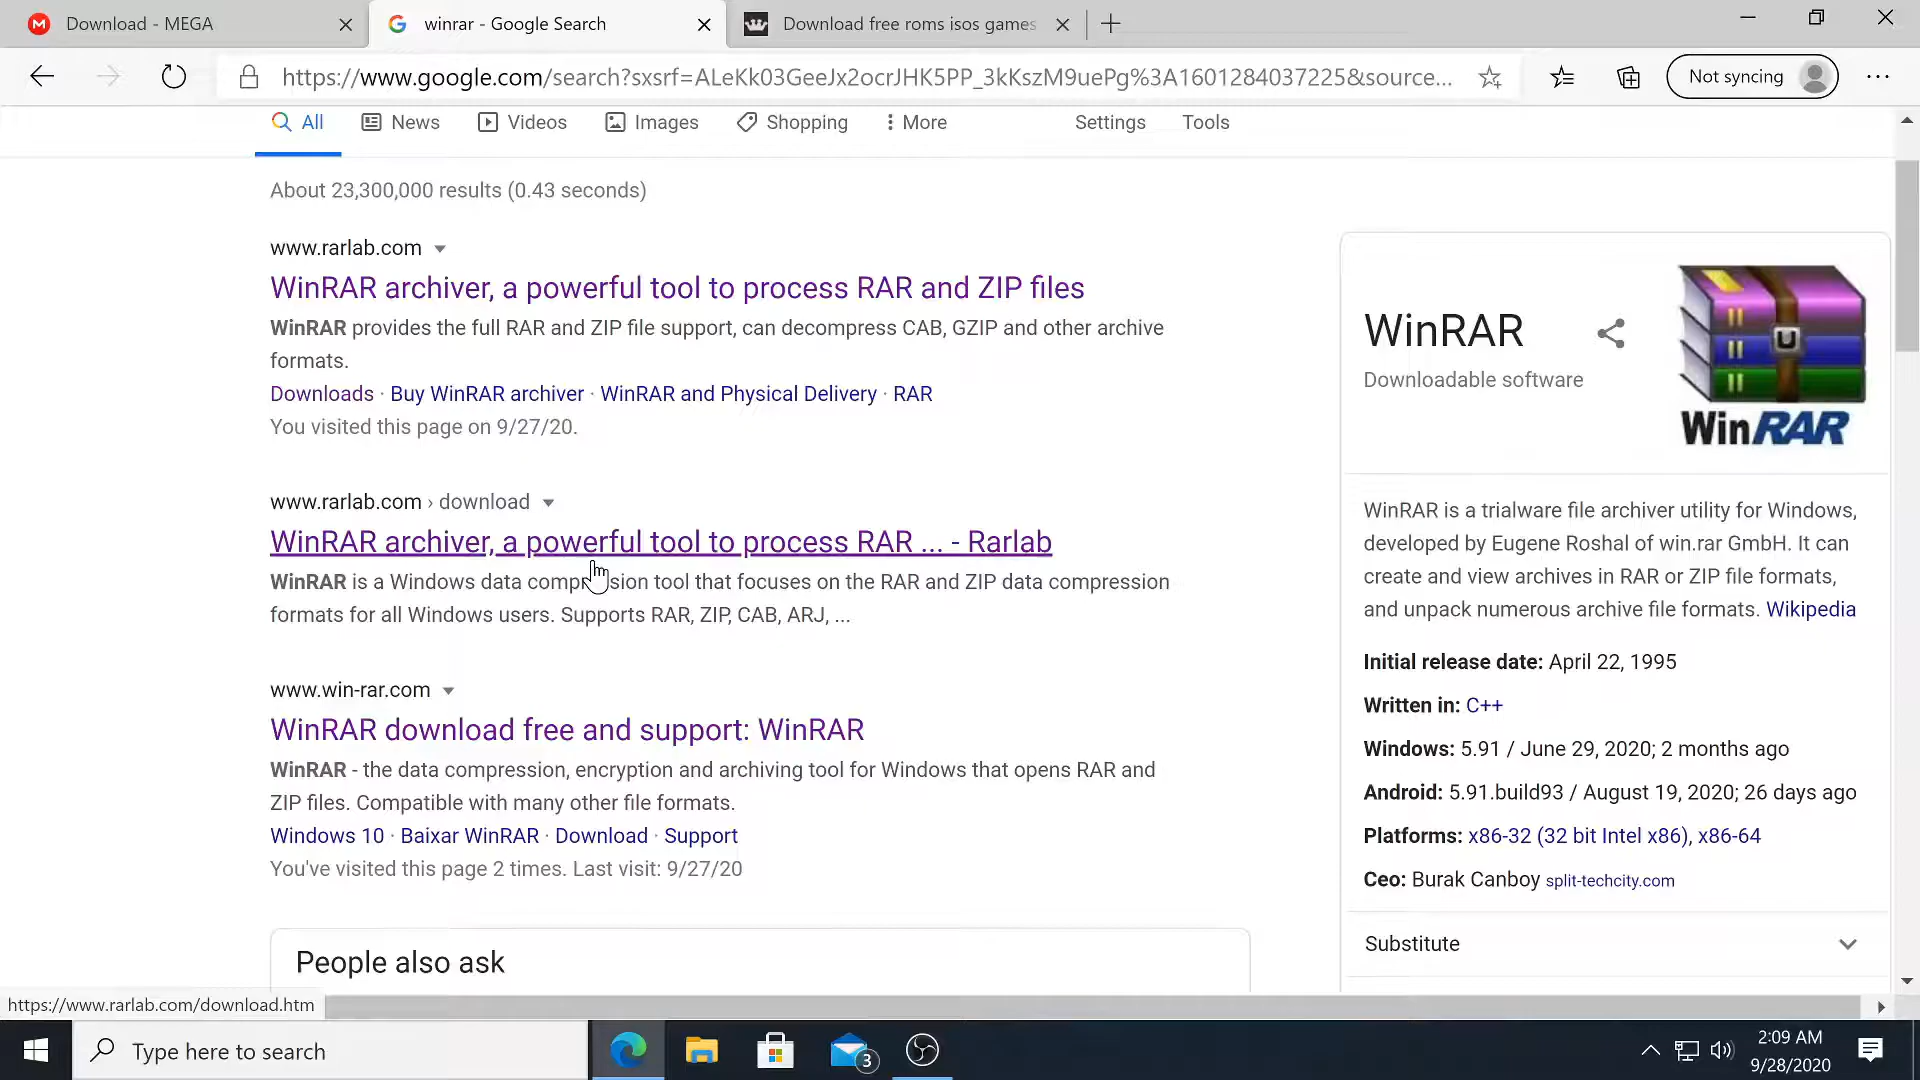 Download - MEGA
winrar - Google Search
Download free roms isos games
https://www.google.com/search?sxsrf=ALeKk03GeeJx2ocrJHK5PP_3kKszM9uePg%3A1601284037225&source...
Not syncing
All
News
Videos
Images
Shopping
More
Settings
Tools
About 23,300,000 results (0.43 seconds)
www.rarlab.com
WinRAR archiver, a powerful tool to process RAR and ZIP files
WinRAR provides the full RAR and ZIP file support, can decompress CAB, GZIP and other archive
formats.
Downloads · Buy WinRAR archiver · WinRAR and Physical Delivery · RAR
You visited this page on 9/27/20.
www.rarlab.com › download
WinRAR archiver, a powerful tool to process RAR ... - Rarlab
WinRAR is a Windows data compression tool that focuses on the RAR and ZIP data compression
formats for all Windows users. Supports RAR, ZIP, CAB, ARJ, ...
www.win-rar.com
WinRAR download free and support: WinRAR
WinRAR - the data compression, encryption and archiving tool for Windows that opens RAR and
ZIP files. Compatible with many other file formats.
Windows 10 · Baixar WinRAR · Download · Support
You've visited this page 2 times. Last visit: 9/27/20
People also ask
WinRAR
Downloadable software
WinRAR
WinRAR is a trialware file archiver utility for Windows,
developed by Eugene Roshal of win.rar GmbH. It can
create and view archives in RAR or ZIP file formats,
and unpack numerous archive file formats. Wikipedia
Initial release date: April 22, 1995
Written in: C++
Windows: 5.91 / June 29, 2020; 2 months ago
Android: 5.91.build93 / August 19, 2020; 26 days ago
Platforms: x86-32 (32 bit Intel x86), x86-64
Ceo: Burak Canboy split-techcity.com
Substitute
https://www.rarlab.com/download.htm
Type here to search
3
2:09 AM
9/28/2020